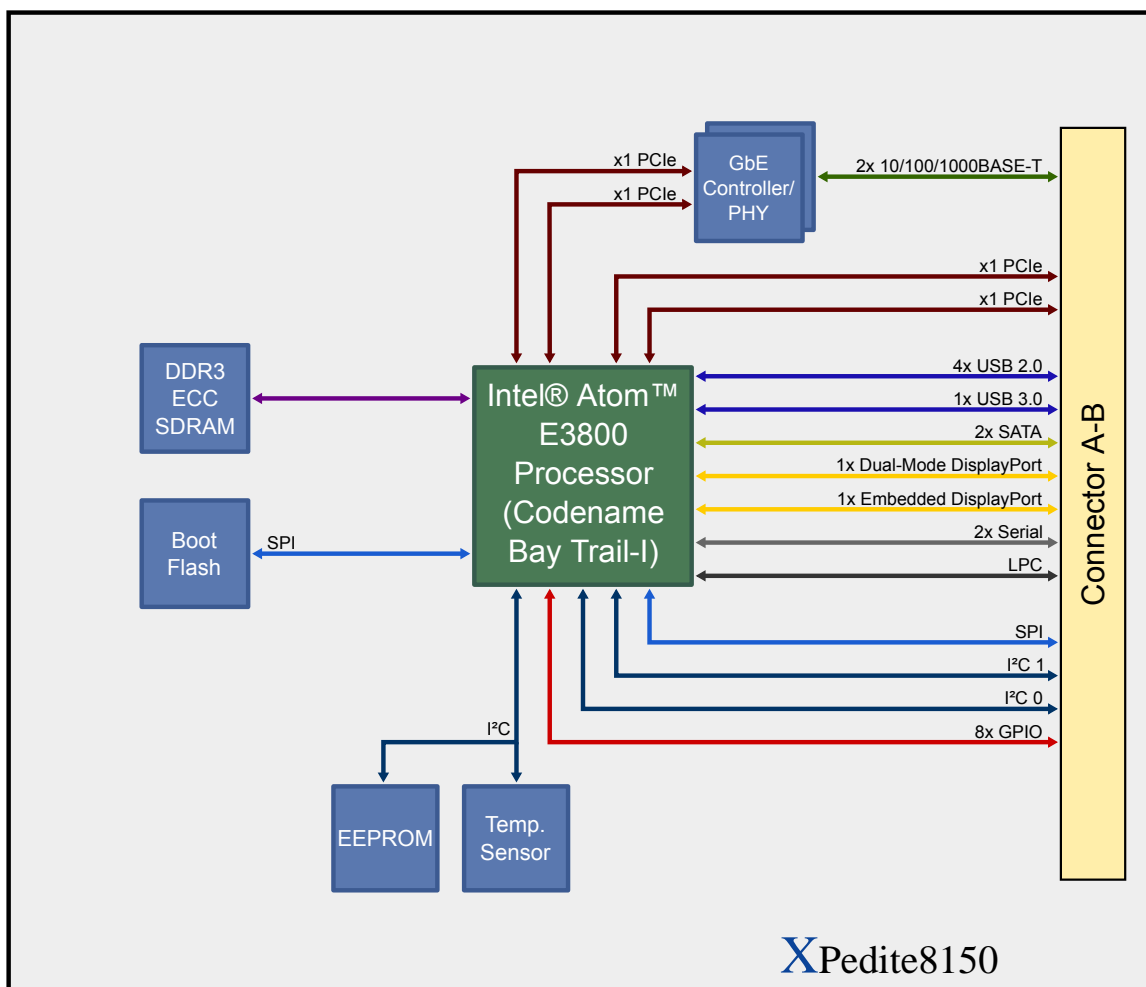 x1 PCIe
x1 PCIe
GbE
Controller/
PHY
2x 10/100/1000BASE-T
x1 PCIe
x1 PCIe
DDR3
ECC
SDRAM
Intel® Atom™
E3800
Processor
(Codename
Bay Trail-I)
4x USB 2.0
1x USB 3.0
2x SATA
1x Dual-Mode DisplayPort
1x Embedded DisplayPort
2x Serial
LPC
Boot
Flash
SPI
SPI
I²C 1
I²C 0
8x GPIO
Connector A-B
I²C
EEPROM
Temp.
Sensor
XPedite8150